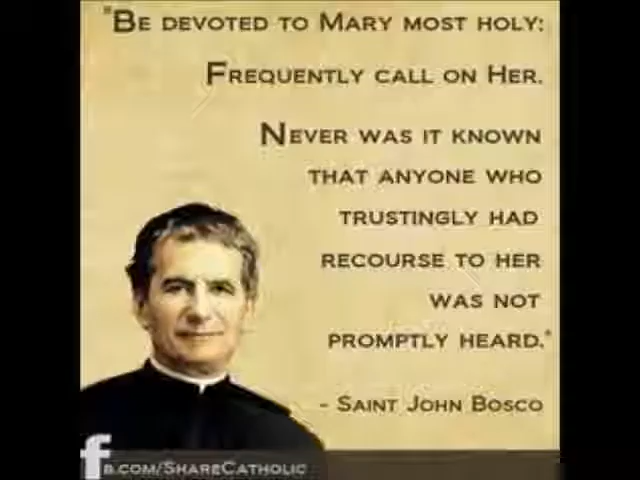 "Be devoted to Mary most holy:
Frequently call on Her.
Never was it known
that anyone who
trustingly had
recourse to her
was not
promptly heard."
- Saint John Bosco
fb.com/ShareCatholic